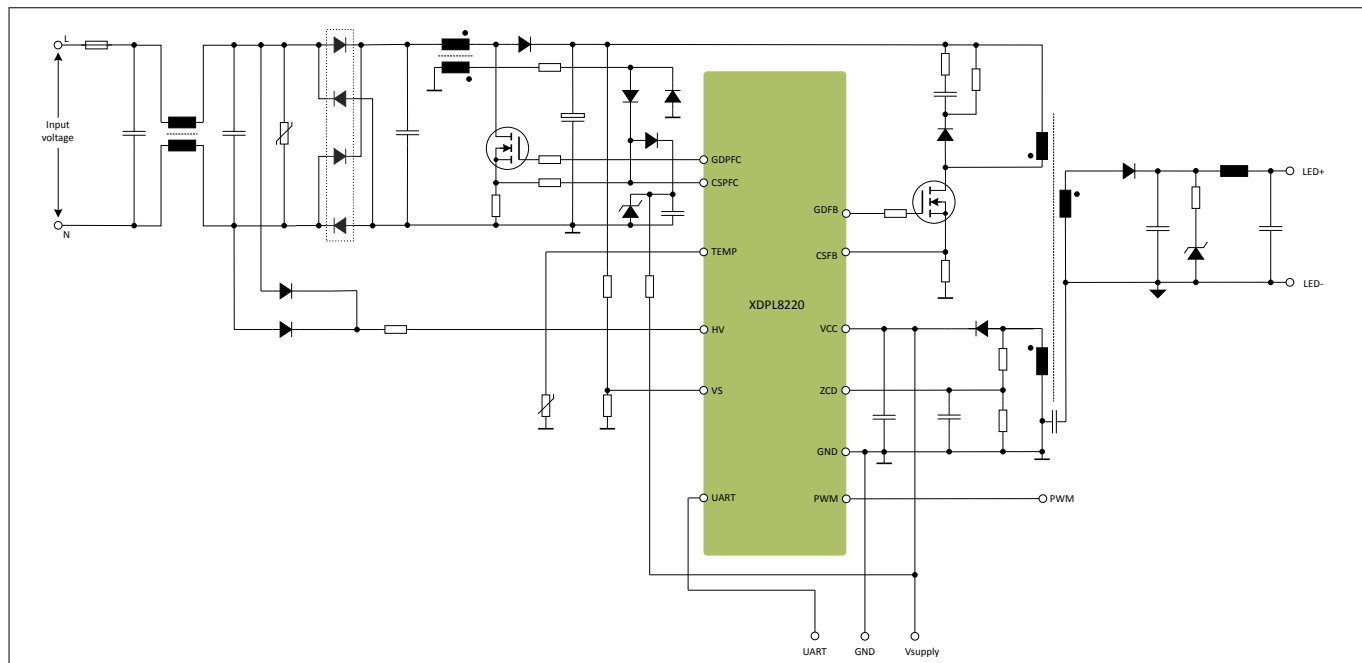 L
Input
voltage
N
GDPFC
CSPFC
TEMP
HV
VS
UART
XDPL8220
GDFB
CSFB
VCC
ZCD
GND
PWM
PWM
LED+
LED-
UART
GND
Vsupply